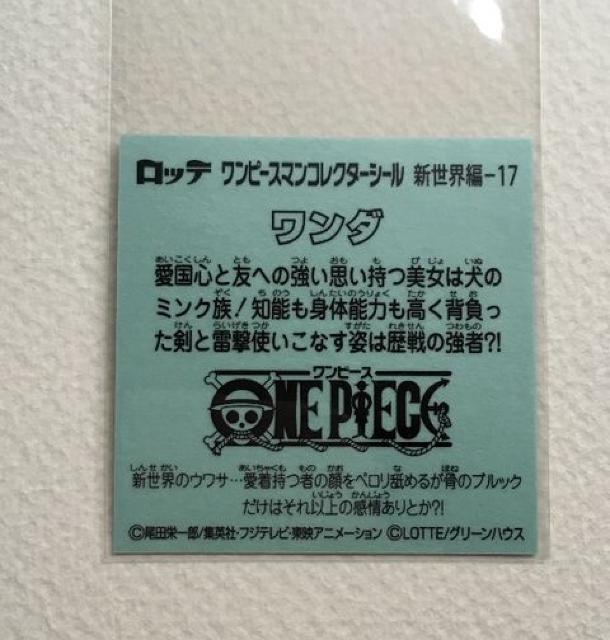 ロッテ ワンピースマンコレクターシール 新世界編-17
ワンダ
愛国心と友への強い思い持つ美女は犬の
ミンク族!知能も身体能力も高く背負っ
た剣と雷撃使いこなす姿は歴戦の強者?!
ワンピース
ONE PIECE
新世界のウワサ…愛着持つ者の顔をペロリ舐めるが骨のブルック
だけはそれ以上の感情ありとか?!
©尾田栄一郎/集英社・フジテレビ・東映アニメーション ©LOTTE/グリーンハウス